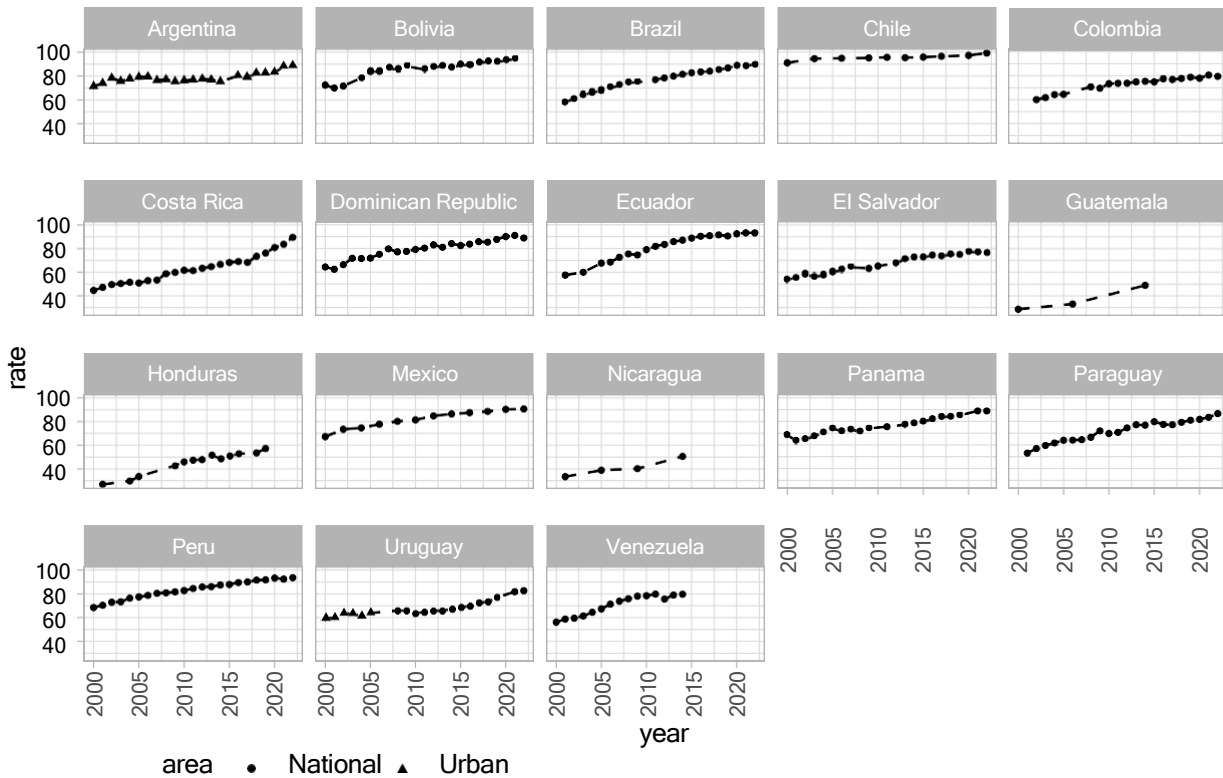 Argentina Bolivia Brazil Chile Colombia
100
80
60
40
Costa Rica Dominican Republic Ecuador El Salvador Guatemala
100
80
60
40
rate
Honduras Mexico Nicaragua Panama Paraguay
100
80
60
40
2000 2005 2010 2015 2020 2000 2005 2010 2015 2020
Peru Uruguay Venezuela
100
80
60
40
2000 2005 2010 2015 2020 2000 2005 2010 2015 2020 2000 2005 2010 2015 2020
year
area National Urban